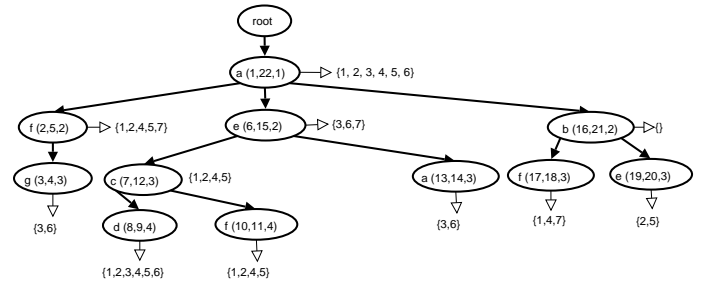 root
a (1,22,1)
{1, 2, 3, 4, 5, 6}
f (2,5,2)
{1,2,4,5,7}
e (6,15,2)
{3,6,7}
b (16,21,2)
{}
g (3,4,3)
c (7,12,3)
{1,2,4,5}
a (13,14,3)
f (17,18,3)
e (19,20,3)
{3,6}
d (8,9,4)
f (10,11,4)
{3,6}
{1,4,7}
{2,5}
{1,2,3,4,5,6}
{1,2,4,5}